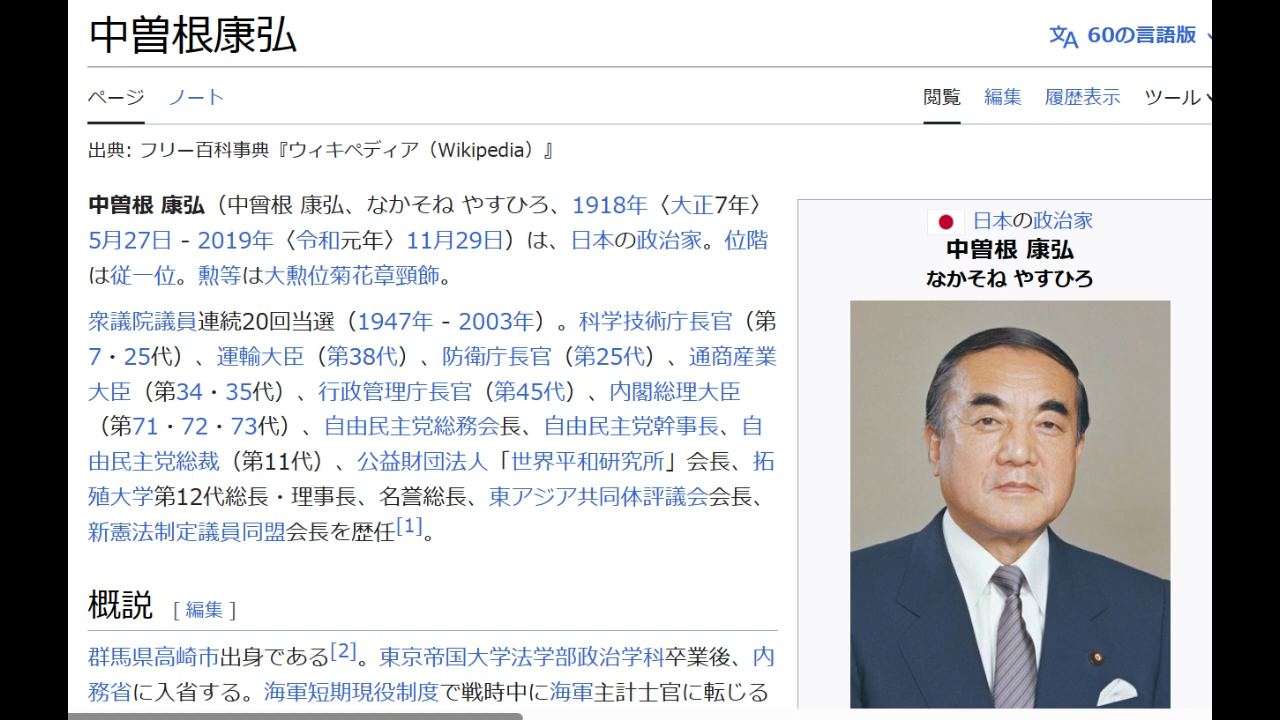 中曽根康弘
60の言語版
ページ ノート 閲覧 編集 履歴表示 ツール
出典: フリー百科事典『ウィキペディア（Wikipedia）』
中曽根 康弘（中曾根 康弘、なかそね やすひろ、1918年〈大正7年〉
5月27日 - 2019年〈令和元年〉11月29日）は、日本の政治家。位階
は従一位。勲等は大勲位菊花章頸飾。
衆議院議員連続20回当選（1947年 - 2003年）。科学技術庁長官（第
7・25代）、運輸大臣（第38代）、防衛庁長官（第25代）、通商産業
大臣（第34・35代）、行政管理庁長官（第45代）、内閣総理大臣
（第71・72・73代）、自由民主党総務会長、自由民主党幹事長、自
由民主党総裁（第11代）、公益財団法人「世界平和研究所」会長、拓
殖大学第12代総長・理事長、名誉総長、東アジア共同体評議会会長、
新憲法制定議員同盟会長を歴任[1]。
概説 [ 編集 ]
群馬県高崎市出身である[2]。東京帝国大学法学部政治学科卒業後、内
務省に入省する。海軍短期現役制度で戦時中に海軍主計士官に転じる
日本の政治家
中曽根 康弘
なかそね やすひろ